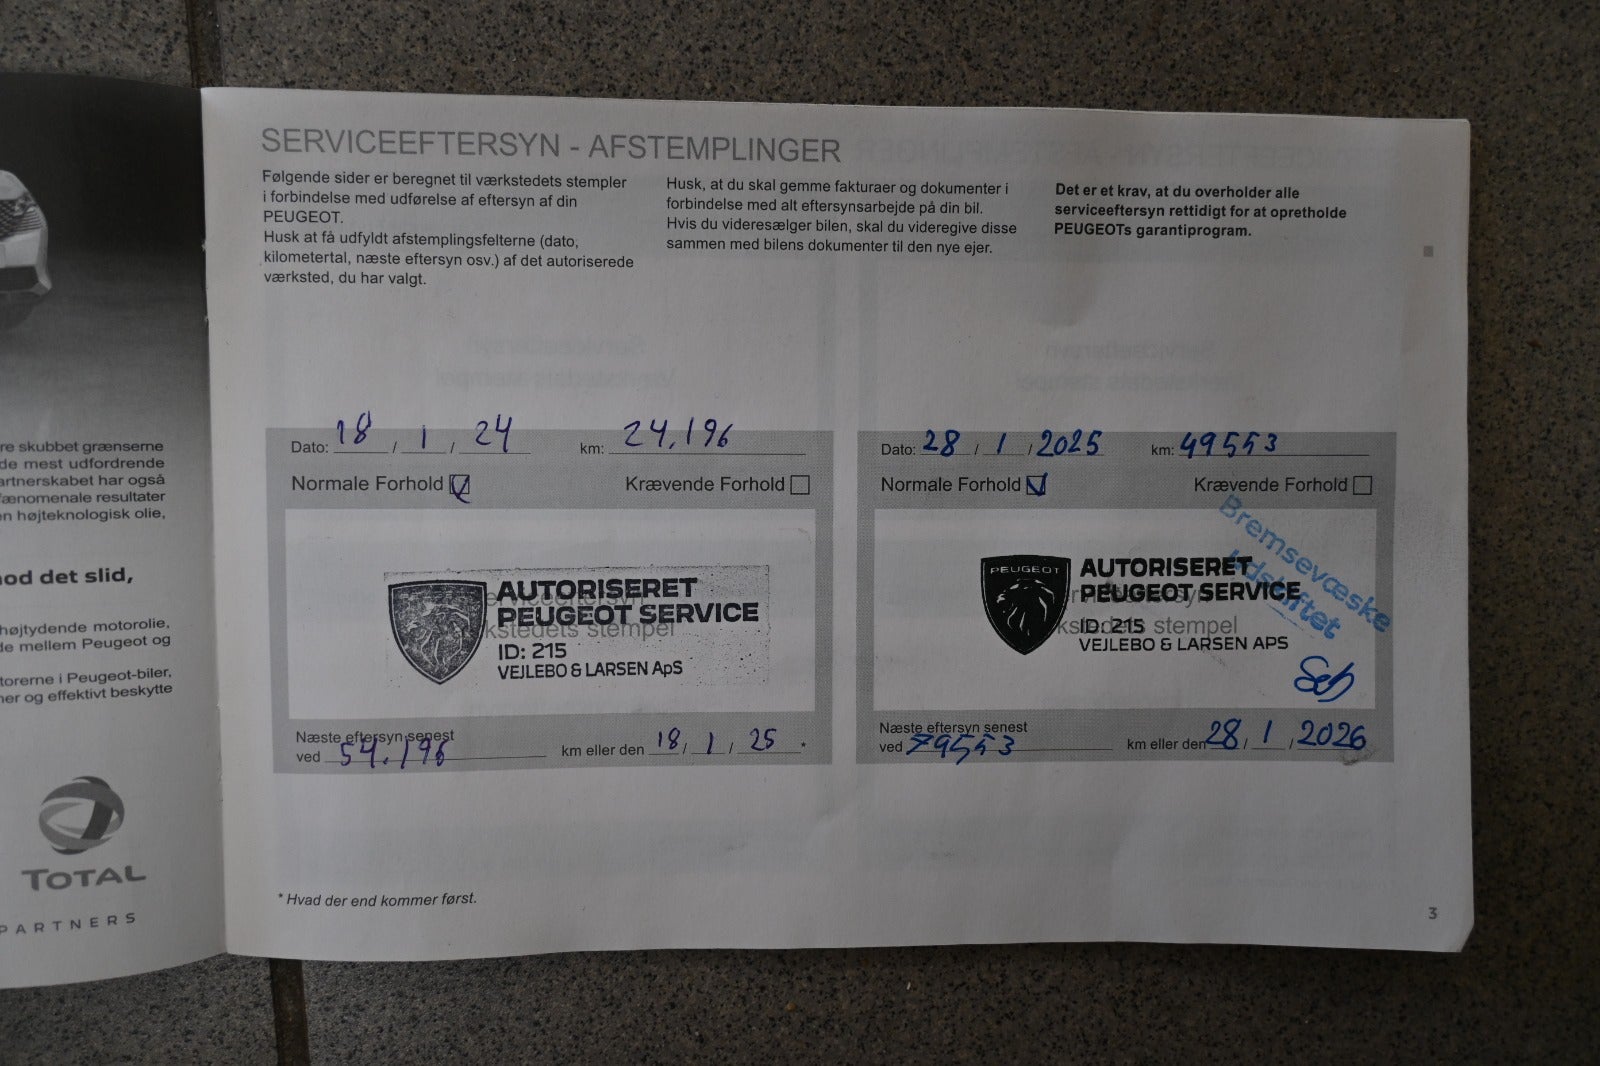 re skubbet grænserne
de mest udfordrende
artnerskabet har også
fænomenale resultater
en højteknologisk olie,
mod det slid,
højtydende motorolie.
de mellem Peugeot og
torerne i Peugeot-biler,
ner og effektivt beskytte
TOTAL
PARTNERS
SERVICEEFTERSYN - AFSTEMPLINGER
Følgende sider er beregnet til værkstedets stempler
i forbindelse med udførelse af eftersyn af din
PEUGEOT.
Husk at få udfyldt afstemplingsfelterne (dato,
kilometertal, næste eftersyn osv.) af det autoriserede
værksted, du har valgt.
Husk, at du skal gemme fakturaer og dokumenter i
forbindelse med alt eftersynsarbejde på din bil.
Hvis du videresælger bilen, skal du videregive disse
sammen med bilens dokumenter til den nye ejer.
Det er et krav, at du overholder alle
serviceeftersyn rettidigt for at opretholde
PEUGEOTs garantiprogram.
Dato: 18 / 1 / 24 km: 24.196
Normale Forhold Krævende Forhold
AUTORISERET
PEUGEOT SERVICE
kstedets stempel
ID: 215
VEJLEBO & LARSEN ApS
Næste eftersyn senest
ved 54.196 km eller den 18 / 1 / 25 *
Dato: 28 / 1 / 2025 km: 49553
Normale Forhold Krævende Forhold
Bremsevæske
Udskiftet
PEUGEOT
AUTORISERET
PEUGEOT SERVICE
kstedets stempel
ID: 215
VEJLEBO & LARSEN APS
Næste eftersyn senest
ved 79553 km eller den 28 / 1 / 2026
* Hvad der end kommer først.
3